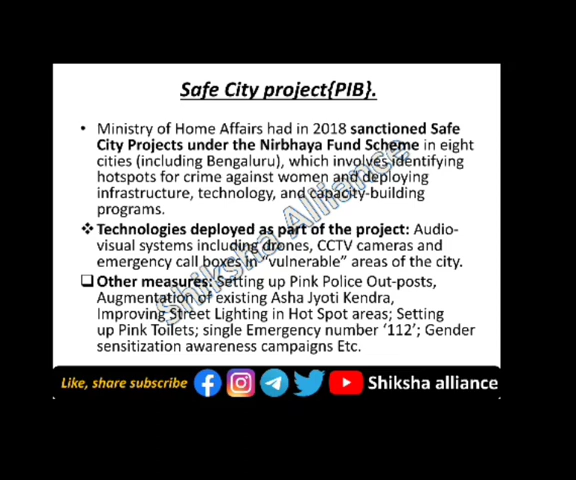 Safe City project{PIB}.
• Ministry of Home Affairs had in 2018 sanctioned Safe
City Projects under the Nirbhaya Fund Scheme in eight
cities (including Bengaluru), which involves identifying
hotspots for crime against women and deploying
infrastructure, technology, and capacity-building
programs.
❖ Technologies deployed as part of the project: Audio-
visual systems including drones, CCTV cameras and
emergency call boxes in “vulnerable” areas of the city.
❑ Other measures: Setting up Pink Police Out-posts,
Augmentation of existing Asha Jyoti Kendra,
Improving Street Lighting in Hot Spot areas; Setting
up Pink Toilets; single Emergency number ‘112’; Gender
sensitization awareness campaigns Etc.
Shiksha Alliance
Like, share subscribe Shiksha alliance